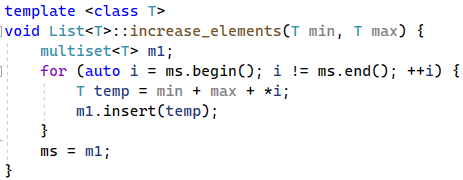 template <class T>
void List<T>::increase_elements(T min, T max) {
    multiset<T> m1;
    for (auto i = ms.begin(); i != ms.end(); ++i) {
        T temp = min + max + *i;
        m1.insert(temp);
    }
    ms = m1;
}